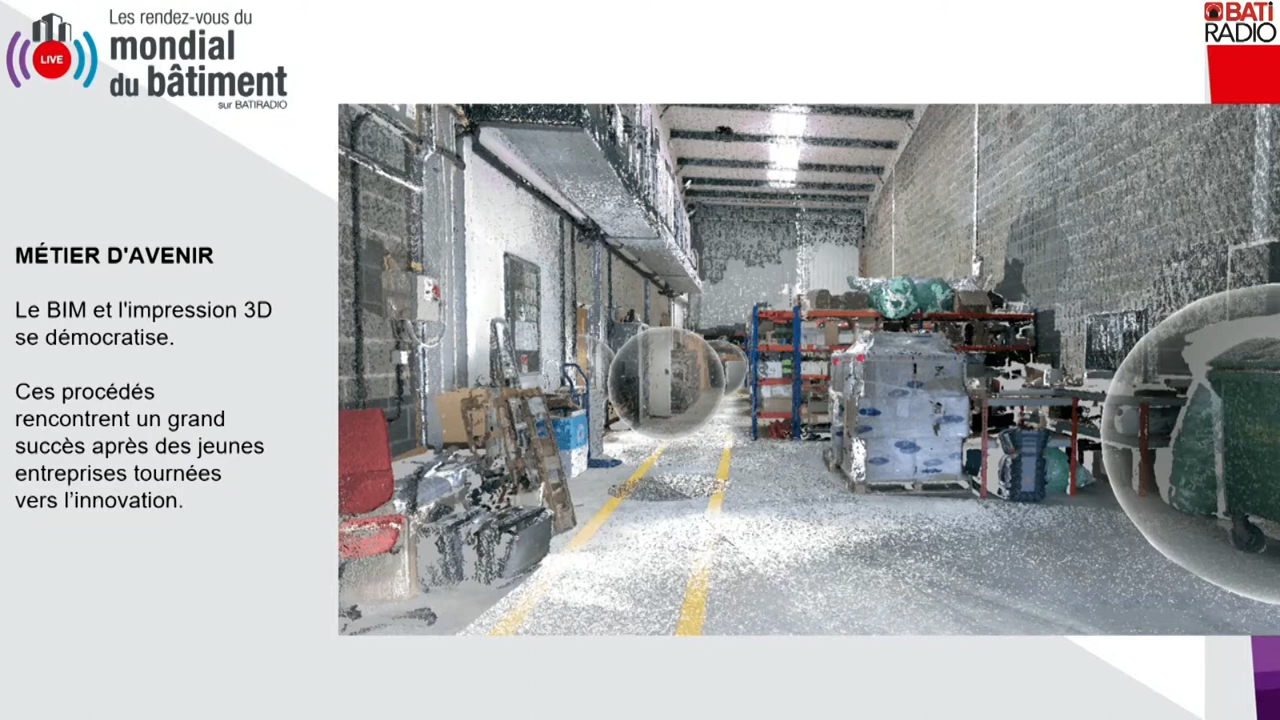 Les rendez-vous du
mondial
du bâtiment
sur BATIRADIO
LIVE
BATi
RADIO
MÉTIER D'AVENIR
Le BIM et l'impression 3D
se démocratise.
Ces procédés
rencontrent un grand
succès après des jeunes
entreprises tournées
vers l’innovation.